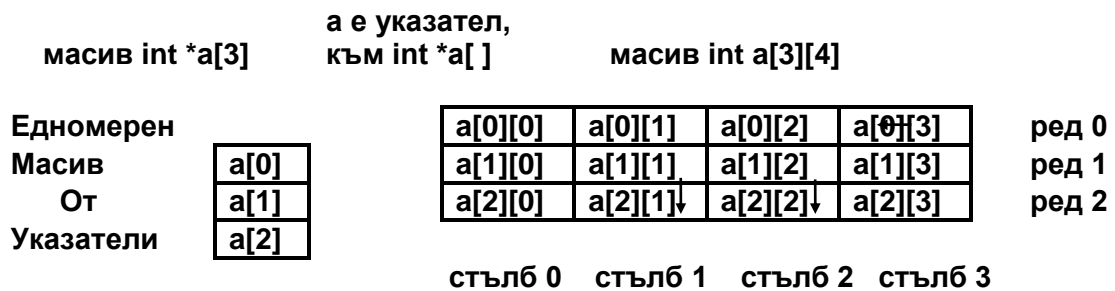 а е указател,
масив int *a[3] към int *a[ ] масив int a[3][4]
Едномерен a[0][0] a[0][1] a[0][2] a[0][3] ред 0
Масив a[0] a[1][0] a[1][1] a[1][2] a[1][3] ред 1
От a[1] a[2][0] a[2][1] a[2][2] a[2][3] ред 2
Указатели a[2]
стълб 0 стълб 1 стълб 2 стълб 3